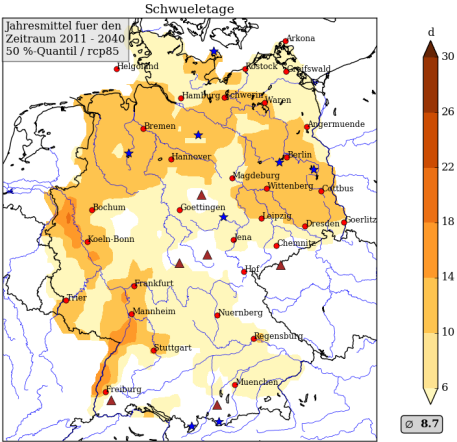 Schwueletage
Jahresmittel fuer den
Zeitraum 2011 - 2040
50 %-Quantil / rcp85
d
Arkona
Helgoland
Rostock
Greifswald
Hamburg
Schwerin
Waren
Bremen
Angermuende
Hannover
Berlin
Magdeburg
Wittenberg
Cottbus
Bochum
Goettingen
Leipzig
Dresden
Goerlitz
Koeln-Bonn
Jena
Chemnitz
Hof
Frankfurt
Trier
Mannheim
Nuernberg
Stuttgart
Regensburg
Freiburg
Muenchen
30
26
22
18
14
10
6
∅ 8.7